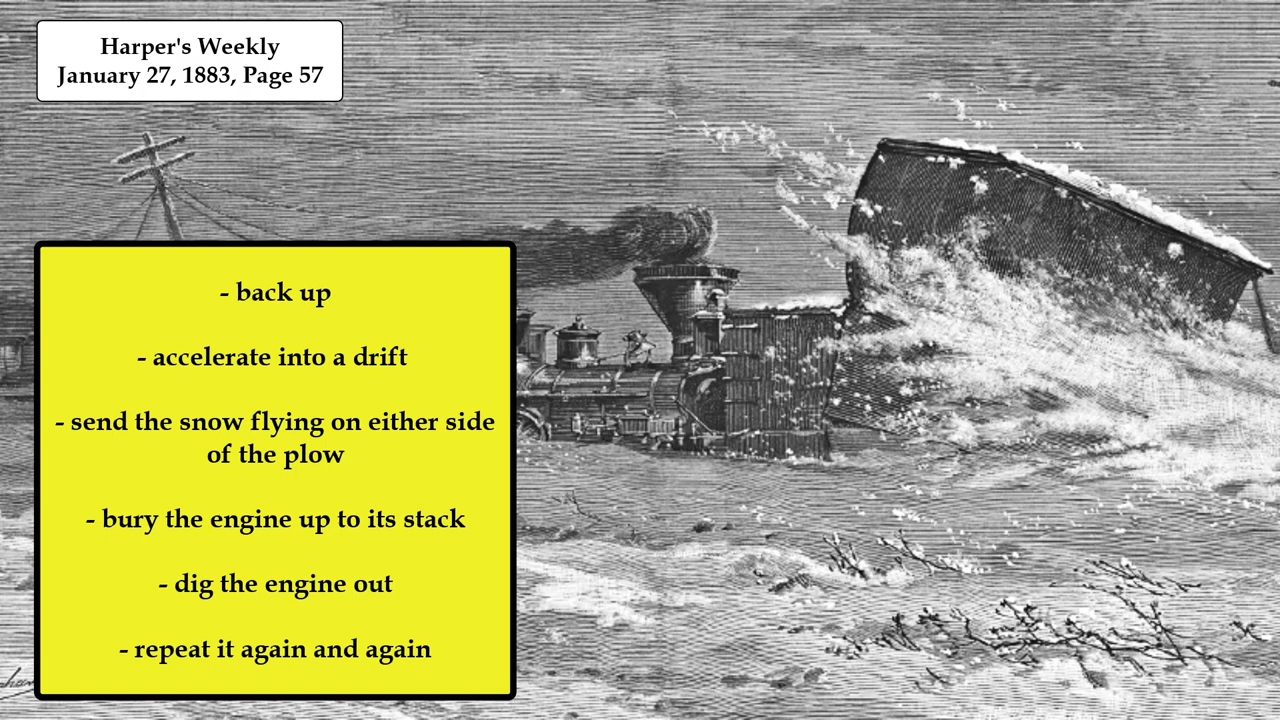 Harper's Weekly
January 27, 1883, Page 57
- back up
- accelerate into a drift
- send the snow flying on either side
of the plow
- bury the engine up to its stack
- dig the engine out
- repeat it again and again